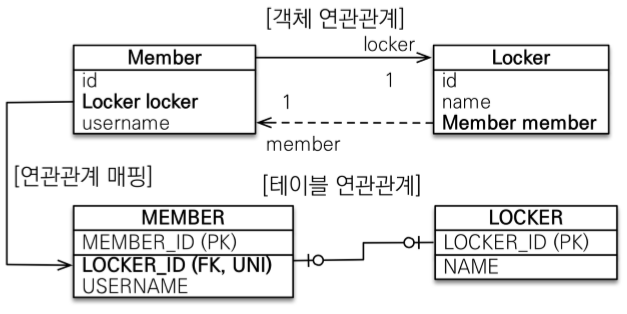 [객체 연관관계]
Member
id
Locker locker
username
locker
1
1
member
Locker
id
name
Member member
[연관관계 매핑]
[테이블 연관관계]
MEMBER
MEMBER_ID (PK)
LOCKER_ID (FK, UNI)
USERNAME
LOCKER
LOCKER_ID (PK)
NAME